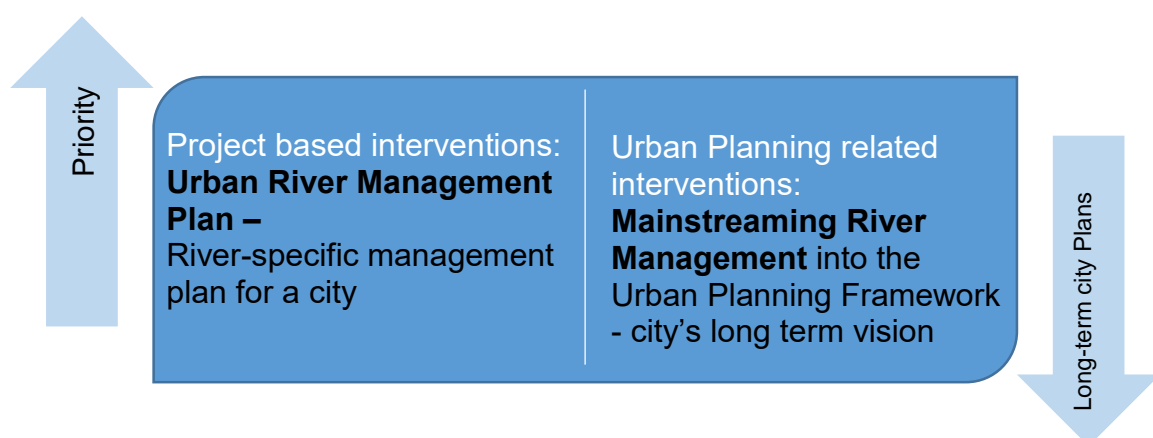 Priority
Project based interventions:
Urban River Management
Plan –
River-specific management
plan for a city
Urban Planning related
interventions:
Mainstreaming River
Management into the
Urban Planning Framework
- city’s long term vision
Long-term city Plans